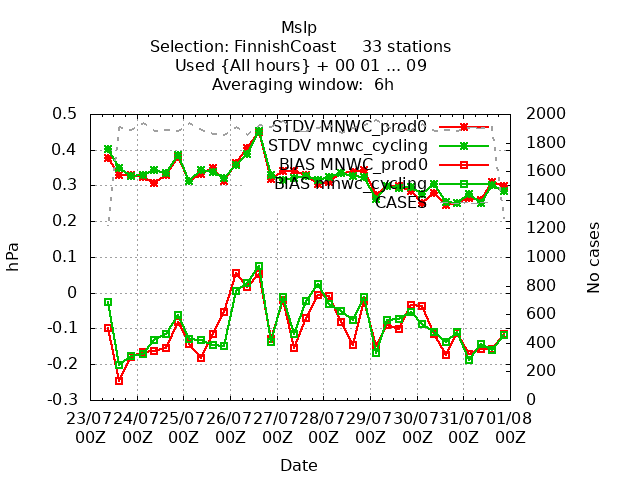 Mslp
Selection: FinnishCoast 33 stations
Used {All hours} + 00 01 ... 09
Averaging window: 6h
0.5
0.4
0.3
0.2
0.1
0
-0.1
-0.2
-0.3
hPa
2000
1800
1600
1400
1200
1000
800
600
400
200
0
No cases
STDV MNWC_prod0
STDV mnwc_cycling
BIAS MNWC_prod0
BIAS mnwc_cycling
CASES
23/07 24/07 25/07 26/07 27/07 28/07 29/07 30/07 31/07 01/08
00Z 00Z 00Z 00Z 00Z 00Z 00Z 00Z 00Z 00Z
Date